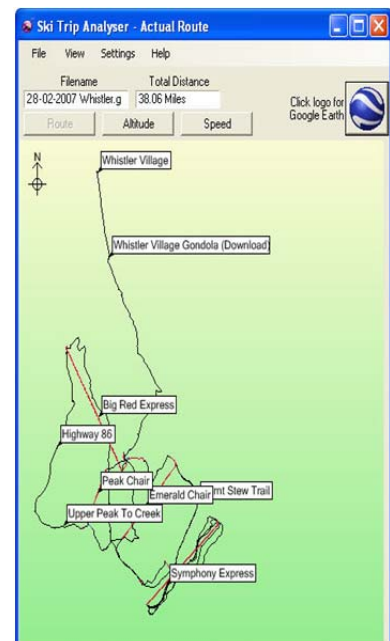 Ski Trip Analyser - Actual Route
File View Settings Help
Filename Total Distance
28-02-2007 Whistler.g 38.06 Miles
Click logo for
Google Earth
Route Altitude Speed
N
Whistler Village
Whistler Village Gondola (Download)
Big Red Express
Highway 86
Peak Chair
Emerald Chair
rnt Stew Trail
Upper Peak To Creek
Symphony Express